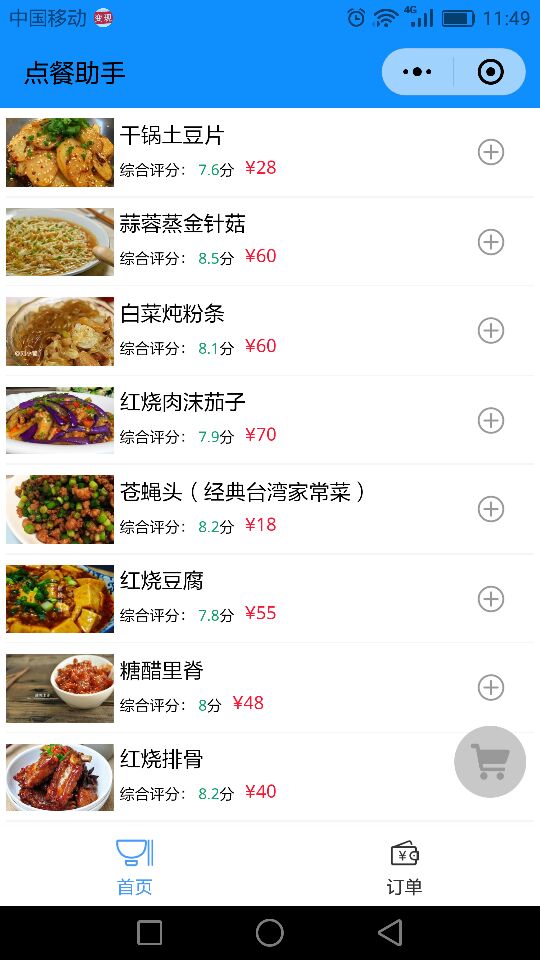 中国移动 变现 4G 11:49
点餐助手
干锅土豆片
综合评分： 7.6分 ¥28
蒜蓉蒸金针菇
综合评分： 8.5分 ¥60
白菜炖粉条
综合评分： 8.1分 ¥60
红烧肉沫茄子
综合评分： 7.9分 ¥70
苍蝇头（经典台湾家常菜）
综合评分： 8.2分 ¥18
红烧豆腐
综合评分： 7.8分 ¥55
糖醋里脊
综合评分： 8分 ¥48
红烧排骨
综合评分： 8.2分 ¥40
首页 订单